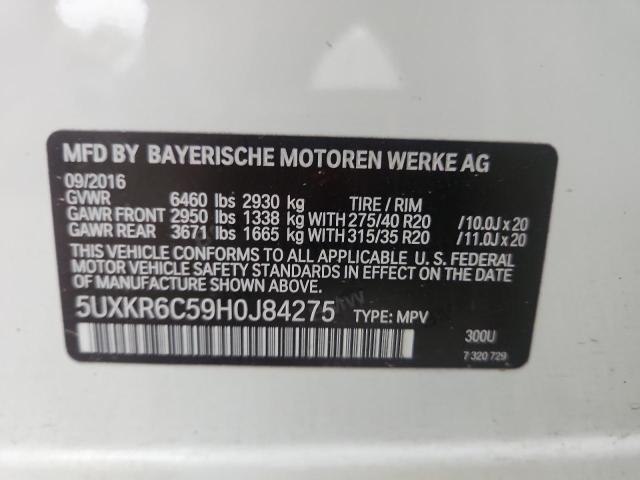 MFD BY BAYERISCHE MOTOREN WERKE AG
09/2016
GVWR 6460 lbs 2930 kg TIRE / RIM
GAWR FRONT 2950 lbs 1338 kg WITH 275/40 R20 /10.0J x 20
GAWR REAR 3671 lbs 1665 kg WITH 315/35 R20 /11.0J x 20
THIS VEHICLE CONFORMS TO ALL APPLICABLE U. S. FEDERAL
MOTOR VEHICLE SAFETY STANDARDS IN EFFECT ON THE
DATE OF MANUFACTURE SHOWN ABOVE.
5UXKR6C59H0J84275 TYPE: MPV
300U
7 320 729